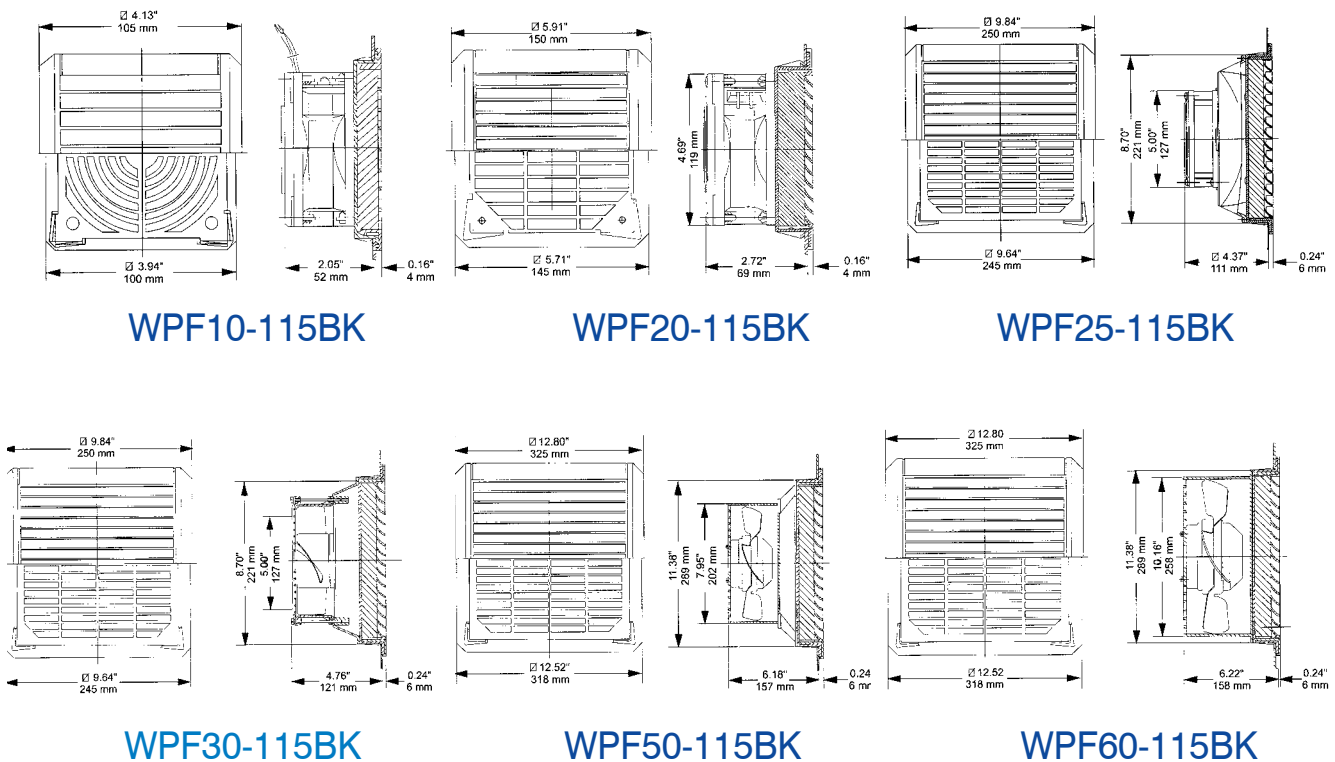 ☑ 4.13"
105 mm
☑ 3.94"
100 mm
2.05"
52 mm
0.16"
4 mm
WPF10-115BK
☑ 5.91"
150 mm
☑ 5.71"
145 mm
4.69"
119 mm
2.72"
69 mm
0.16"
4 mm
WPF20-115BK
☑ 9.84"
250 mm
☑ 9.64"
245 mm
8.70"
221 mm
5.00"
127 mm
☑ 4.37"
111 mm
0.24"
6 mm
WPF25-115BK
☑ 9.84"
250 mm
☑ 9.64"
245 mm
8.70"
221 mm
5.00"
127 mm
4.76"
121 mm
0.24"
6 mm
WPF30-115BK
☑ 12.80"
325 mm
☑ 12.52"
318 mm
11.38"
289 mm
7.95"
202 mm
6.18"
157 mm
0.24
6 mm
WPF50-115BK
☑ 12.80
325 mm
☑ 12.52
318 mm
11.38"
289 mm
10.16"
258 mm
6.22"
158 mm
0.24"
6 mm
WPF60-115BK